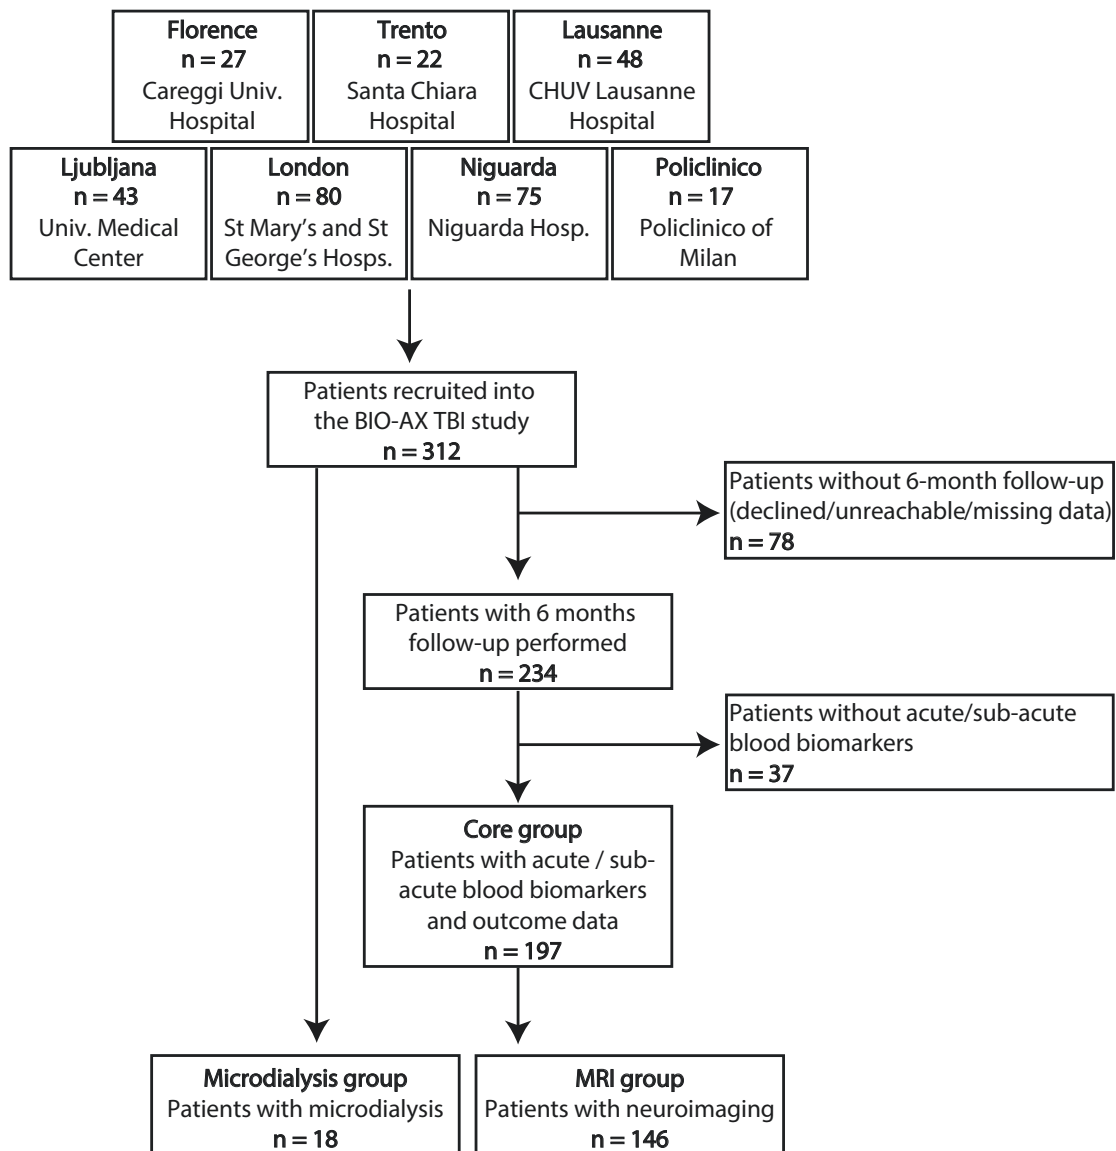 Florence
n = 27
Careggi Univ.
Hospital
Trento
n = 22
Santa Chiara
Hospital
Lausanne
n = 48
CHUV Lausanne
Hospital
Ljubljana
n = 43
Univ. Medical
Center
London
n = 80
St Mary’s and St
George’s Hosps.
Niguarda
n = 75
Niguarda Hosp.
Policlinico
n = 17
Policlinico of
Milan
Patients recruited into
the BIO-AX TBI study
n = 312
Patients without 6-month follow-up
(declined/unreachable/missing data)
n = 78
Patients with 6 months
follow-up performed
n = 234
Patients without acute/sub-acute
blood biomarkers
n = 37
Core group
Patients with acute / sub-
acute blood biomarkers
and outcome data
n = 197
Microdialysis group
Patients with microdialysis
n = 18
MRI group
Patients with neuroimaging
n = 146